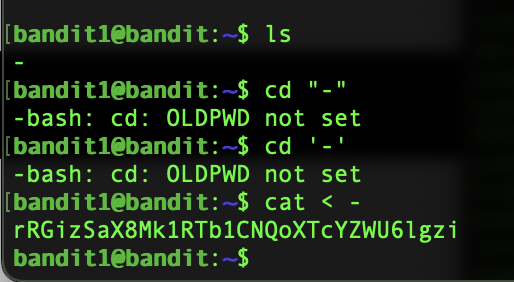 [bandit1@bandit:~$ ls
-
[bandit1@bandit:~$ cd "-"
-bash: cd: OLDPWD not set
[bandit1@bandit:~$ cd '-'
-bash: cd: OLDPWD not set
[bandit1@bandit:~$ cat < -
rRGizSaX8Mk1RTb1CNQoXTcYZWU6lgzi
bandit1@bandit:~$